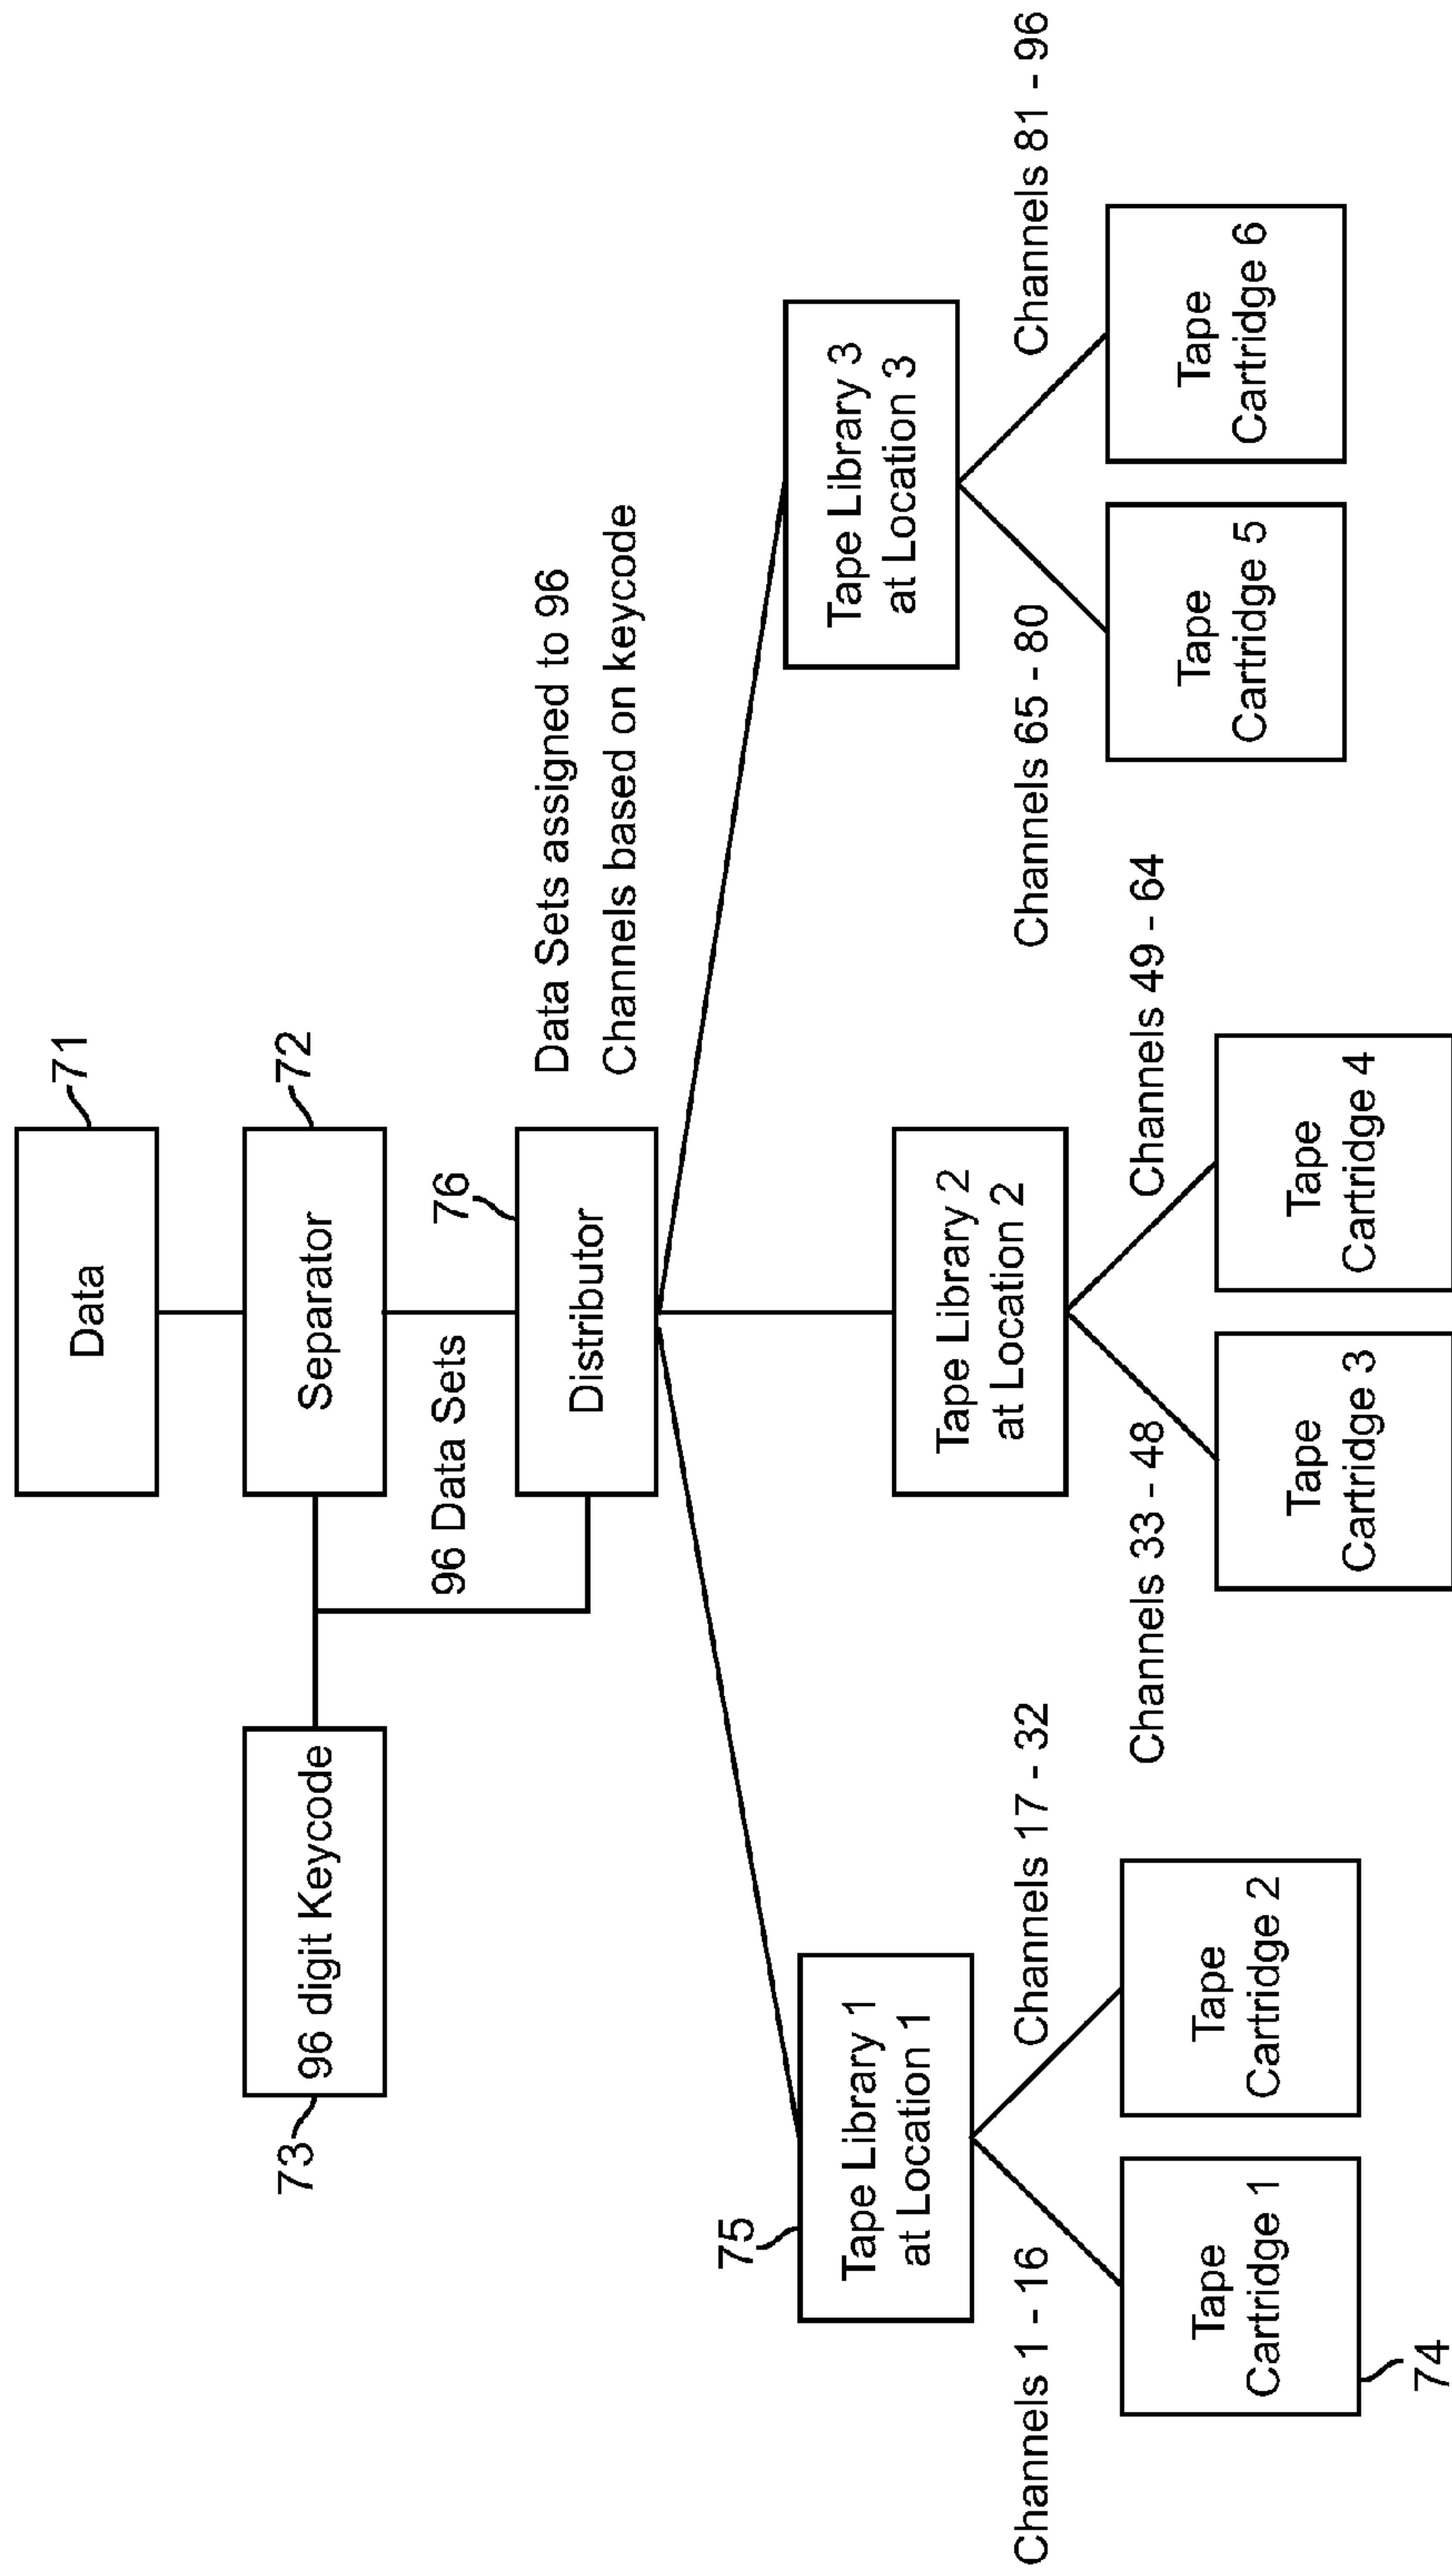 Data
71
Separator
72
96 digit Keycode
73
96 Data Sets
76
Distributor
Data Sets assigned to 96
Channels based on keycode
75
Tape Library 1
at Location 1
Tape Library 2
at Location 2
Tape Library 3
at Location 3
Channels 1 - 16
Channels 17 - 32
Channels 33 - 48
Channels 49 - 64
Channels 65 - 80
Channels 81 - 96
Tape
Cartridge 1
74
Tape
Cartridge 2
Tape
Cartridge 3
Tape
Cartridge 4
Tape
Cartridge 5
Tape
Cartridge 6